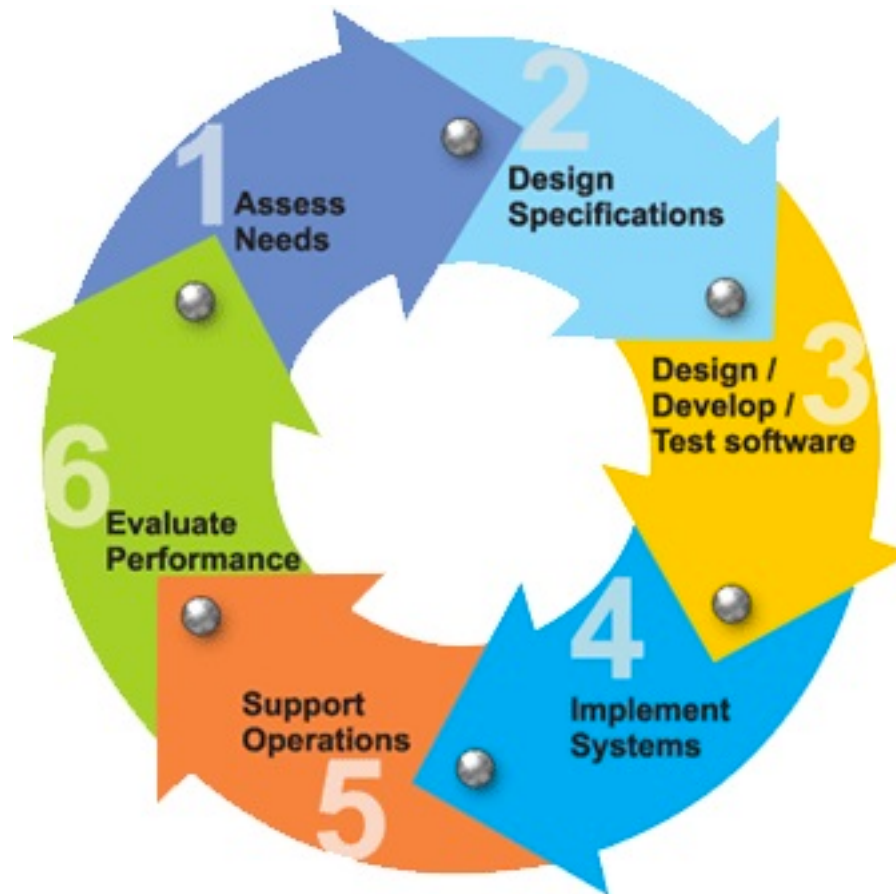 1
Assess
Needs
2
Design
Specifications
3
Design /
Develop /
Test software
4
Implement
Systems
5
Support
Operations
6
Evaluate
Performance